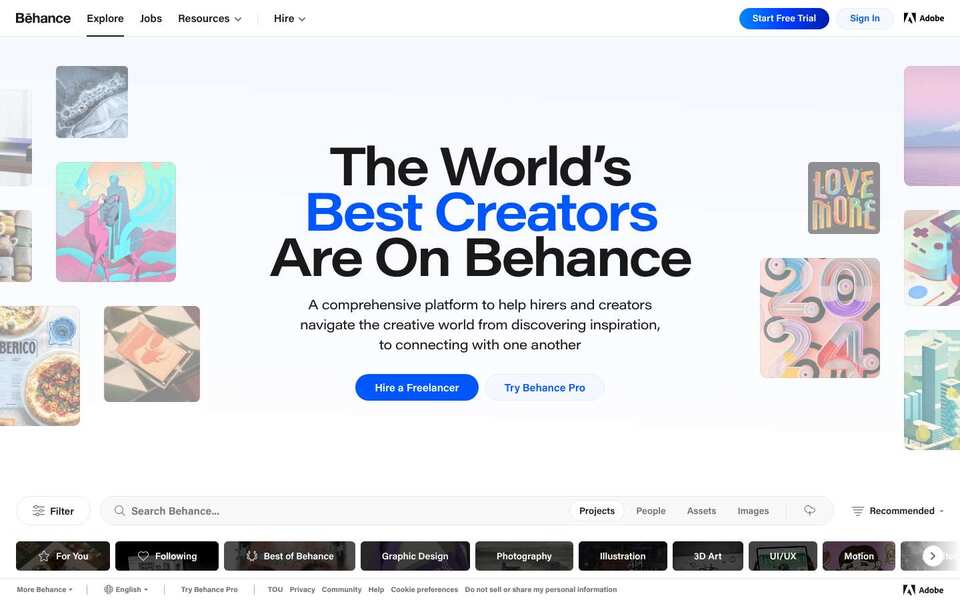 Bēhance
Explore
Jobs
Resources
Hire
Start Free Trial
Sign In
Adobe
The World's
Best Creators
Are On Behance
A comprehensive platform to help hirers and creators
navigate the creative world from discovering inspiration,
to connecting with one another
Hire a Freelancer
Try Behance Pro
LOVE
MORE
2024
IBERICO
Filter
Search Behance...
Projects
People
Assets
Images
Recommended
For You
Following
Best of Behance
Graphic Design
Photography
Illustration
3D Art
UI/UX
Motion
More Behance
English
Try Behance Pro
TOU
Privacy
Community
Help
Cookie preferences
Do not sell or share my personal information
Adobe